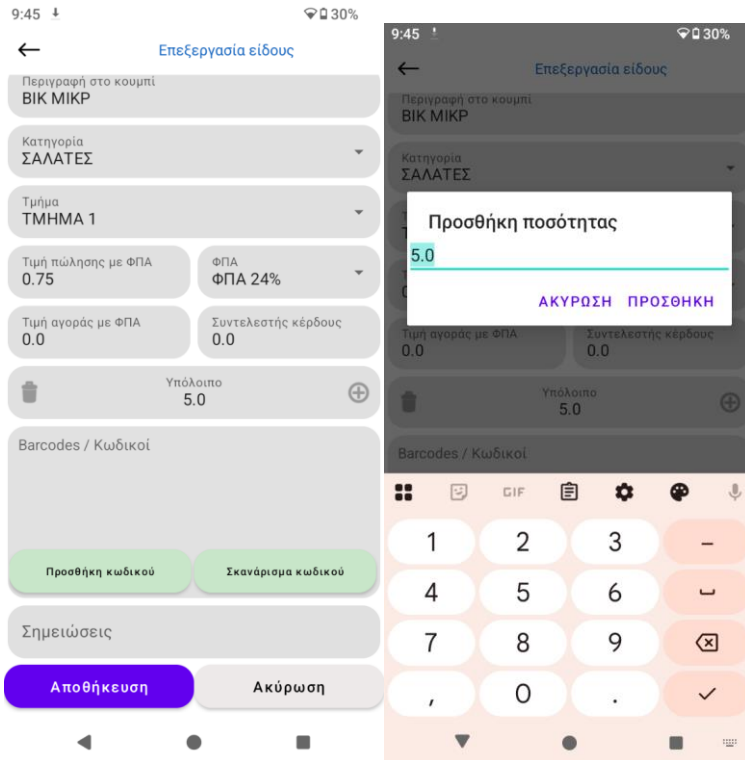 9:45
30%
Επεξεργασία είδους
Περιγραφή στο κουμπί
ΒΙΚ ΜΙΚΡ
Κατηγορία
ΣΑΛΑΤΕΣ
Τμήμα
ΤΜΗΜΑ 1
Τιμή πώλησης με ΦΠΑ
0.75
ΦΠΑ
ΦΠΑ 24%
Τιμή αγοράς με ΦΠΑ
0.0
Συντελεστής κέρδους
0.0
Υπόλοιπο
5.0
Barcodes / Κωδικοί
Προσθήκη κωδικού
Σκανάρισμα κωδικού
Σημειώσεις
Αποθήκευση
Ακύρωση
9:45
30%
Επεξεργασία είδους
Περιγραφή στο κουμπί
ΒΙΚ ΜΙΚΡ
Κατηγορία
ΣΑΛΑΤΕΣ
Προσθήκη ποσότητας
5.0
ΑΚΥΡΩΣΗ ΠΡΟΣΘΗΚΗ
Τιμή αγοράς με ΦΠΑ
0.0
Συντελεστής κέρδους
0.0
Υπόλοιπο
5.0
Barcodes / Κωδικοί
GIF
1 2 3 –
4 5 6
7 8 9
, 0 .